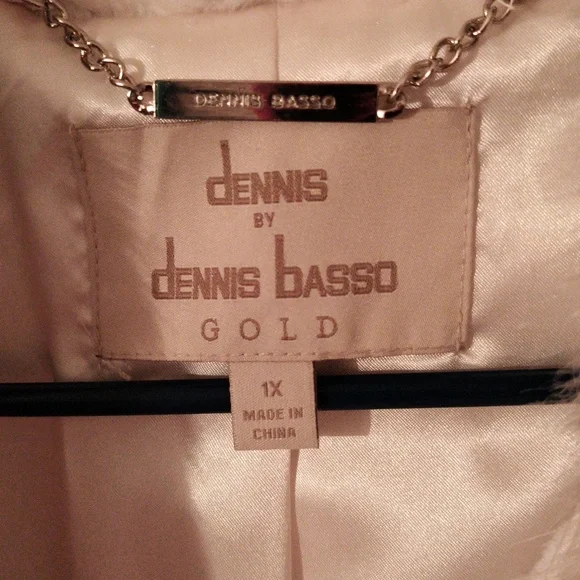 DENNIS BASSO
dENNIS
BY
dENNIS bASSO
GOLD
1X
MADE IN
CHINA